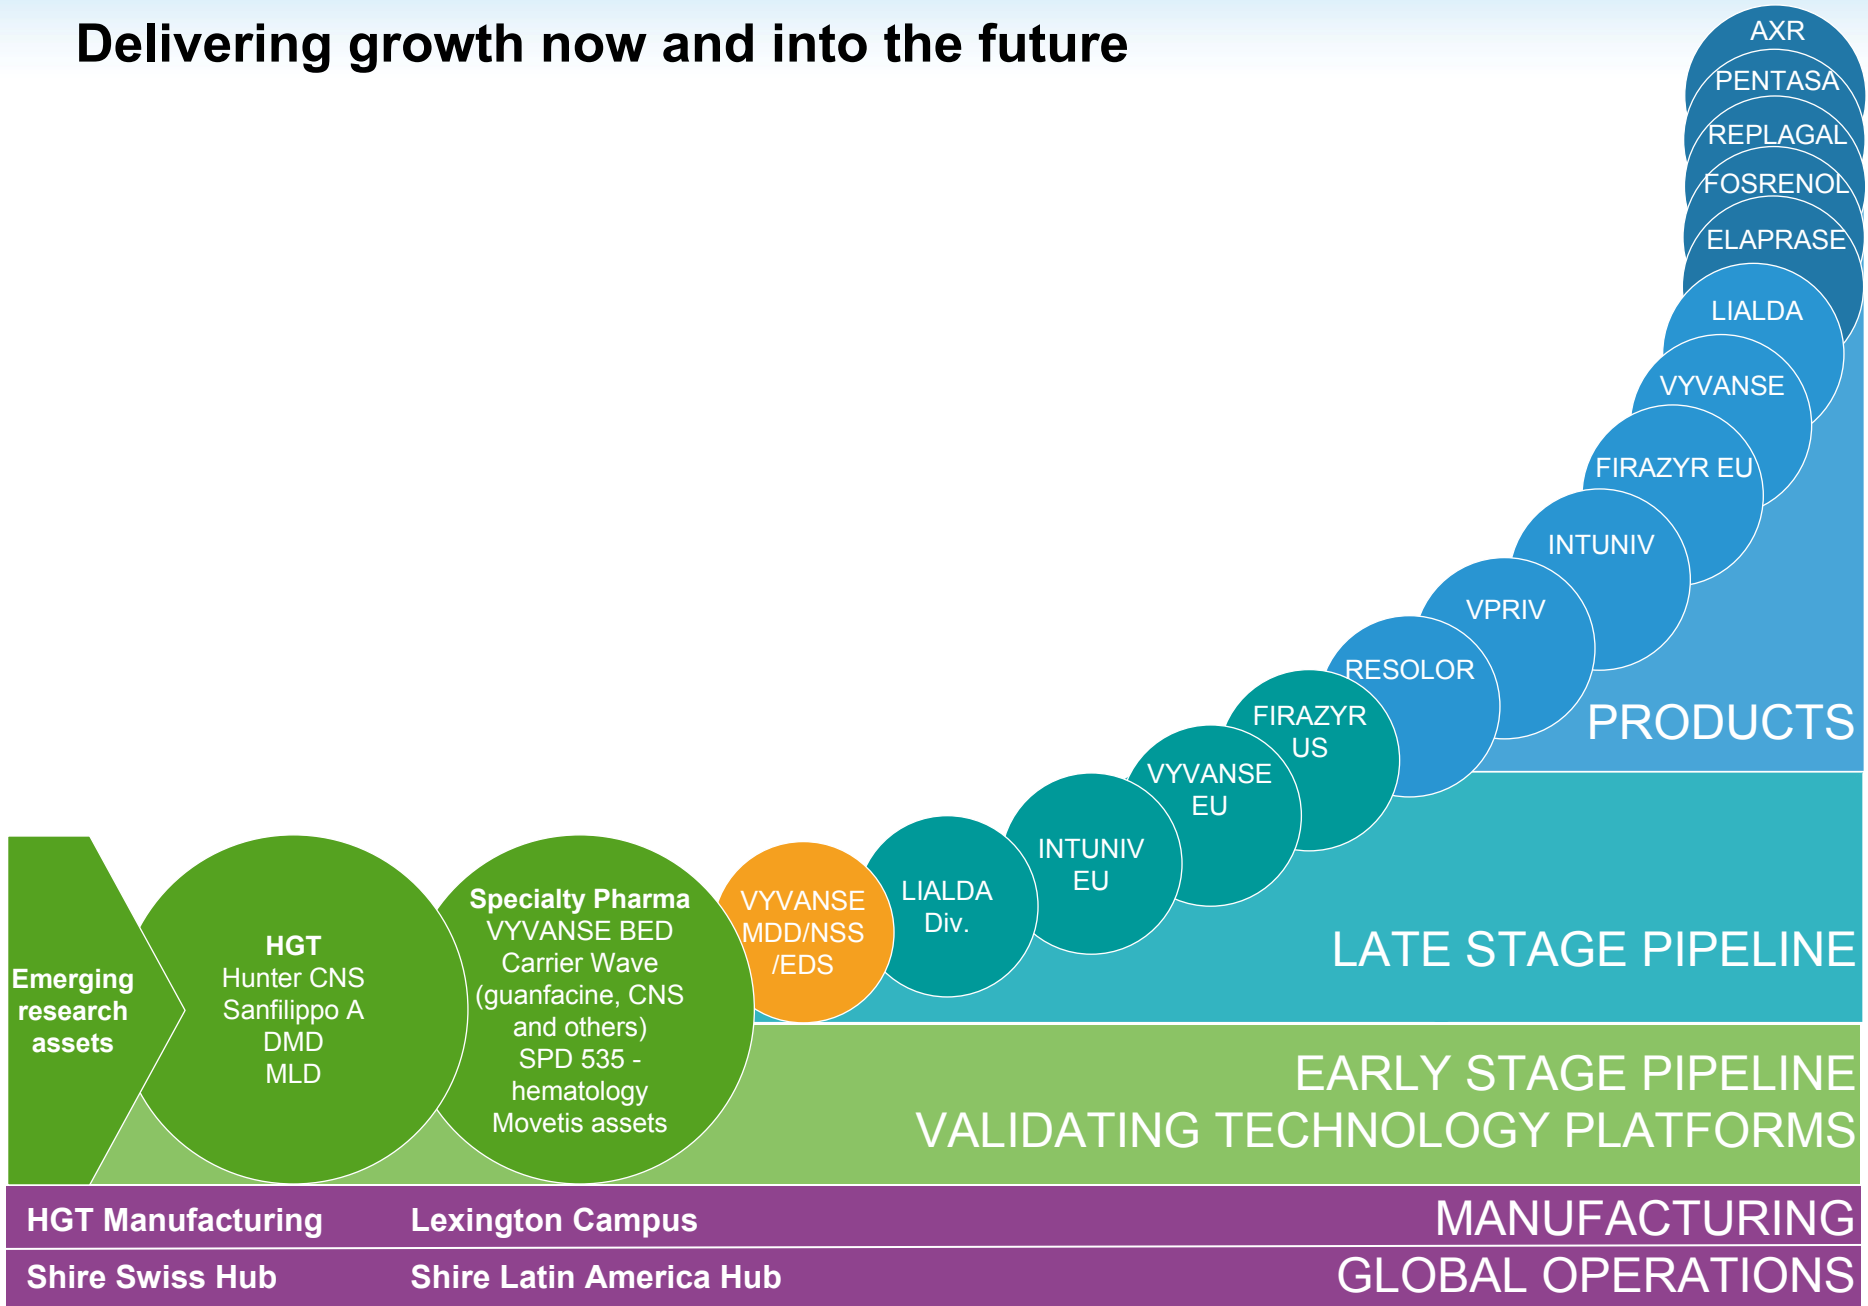 Delivering growth now and into the future
AXR
PENTASA
REPLAGAL
FOSRENOL
ELAPRASE
LIALDA
VYVANSE
FIRAZYR EU
INTUNIV
VPRIV
RESOLOR
FIRAZYR
US
VYVANSE
EU
INTUNIV
EU
LIALDA
Div.
VYVANSE
MDD/NSS
/EDS
Specialty Pharma
VYVANSE BED
Carrier Wave
(guanfacine, CNS
and others)
SPD 535 -
hematology
Movetis assets
HGT
Hunter CNS
Sanfilippo A
DMD
MLD
Emerging
research
assets
PRODUCTS
LATE STAGE PIPELINE
EARLY STAGE PIPELINE
VALIDATING TECHNOLOGY PLATFORMS
HGT Manufacturing Lexington Campus MANUFACTURING
Shire Swiss Hub Shire Latin America Hub GLOBAL OPERATIONS